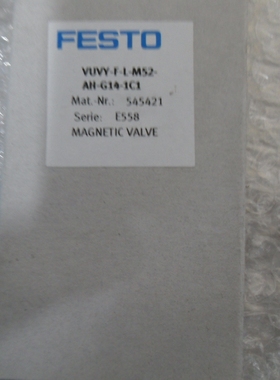 FESTO
VUVY-F-L-M52-
AH-G14-1C1
Mat.-Nr.: 545421
Serie: E558
MAGNETIC VALVE